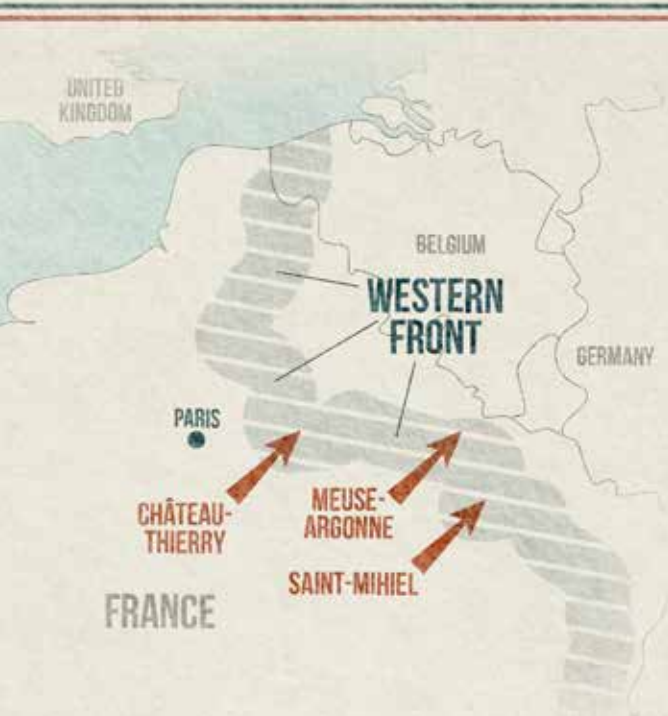 UNITED
KINGDOM
BELGIUM
WESTERN
FRONT
GERMANY
PARIS
CHÂTEAU-
THIERRY
MEUSE-
ARGONNE
SAINT-MIHIEL
FRANCE